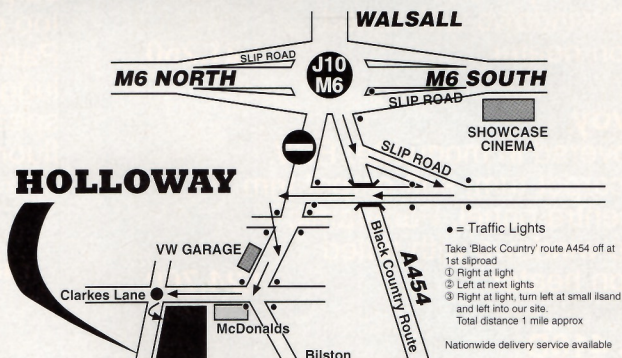 WALSALL
SLIP ROAD
M6 NORTH
J10
M6
M6 SOUTH
SLIP ROAD
SHOWCASE
CINEMA
SLIP ROAD
HOLLOWAY
VW GARAGE
Clarkes Lane
McDonalds
Bilston
Black Country Route
A454
● = Traffic Lights
Take 'Black Country' route A454 off at
1st sliproad
① Right at light
② Left at next lights
③ Right at light, turn left at small ilsand
and left into our site.
Total distance 1 mile approx
Nationwide delivery service available